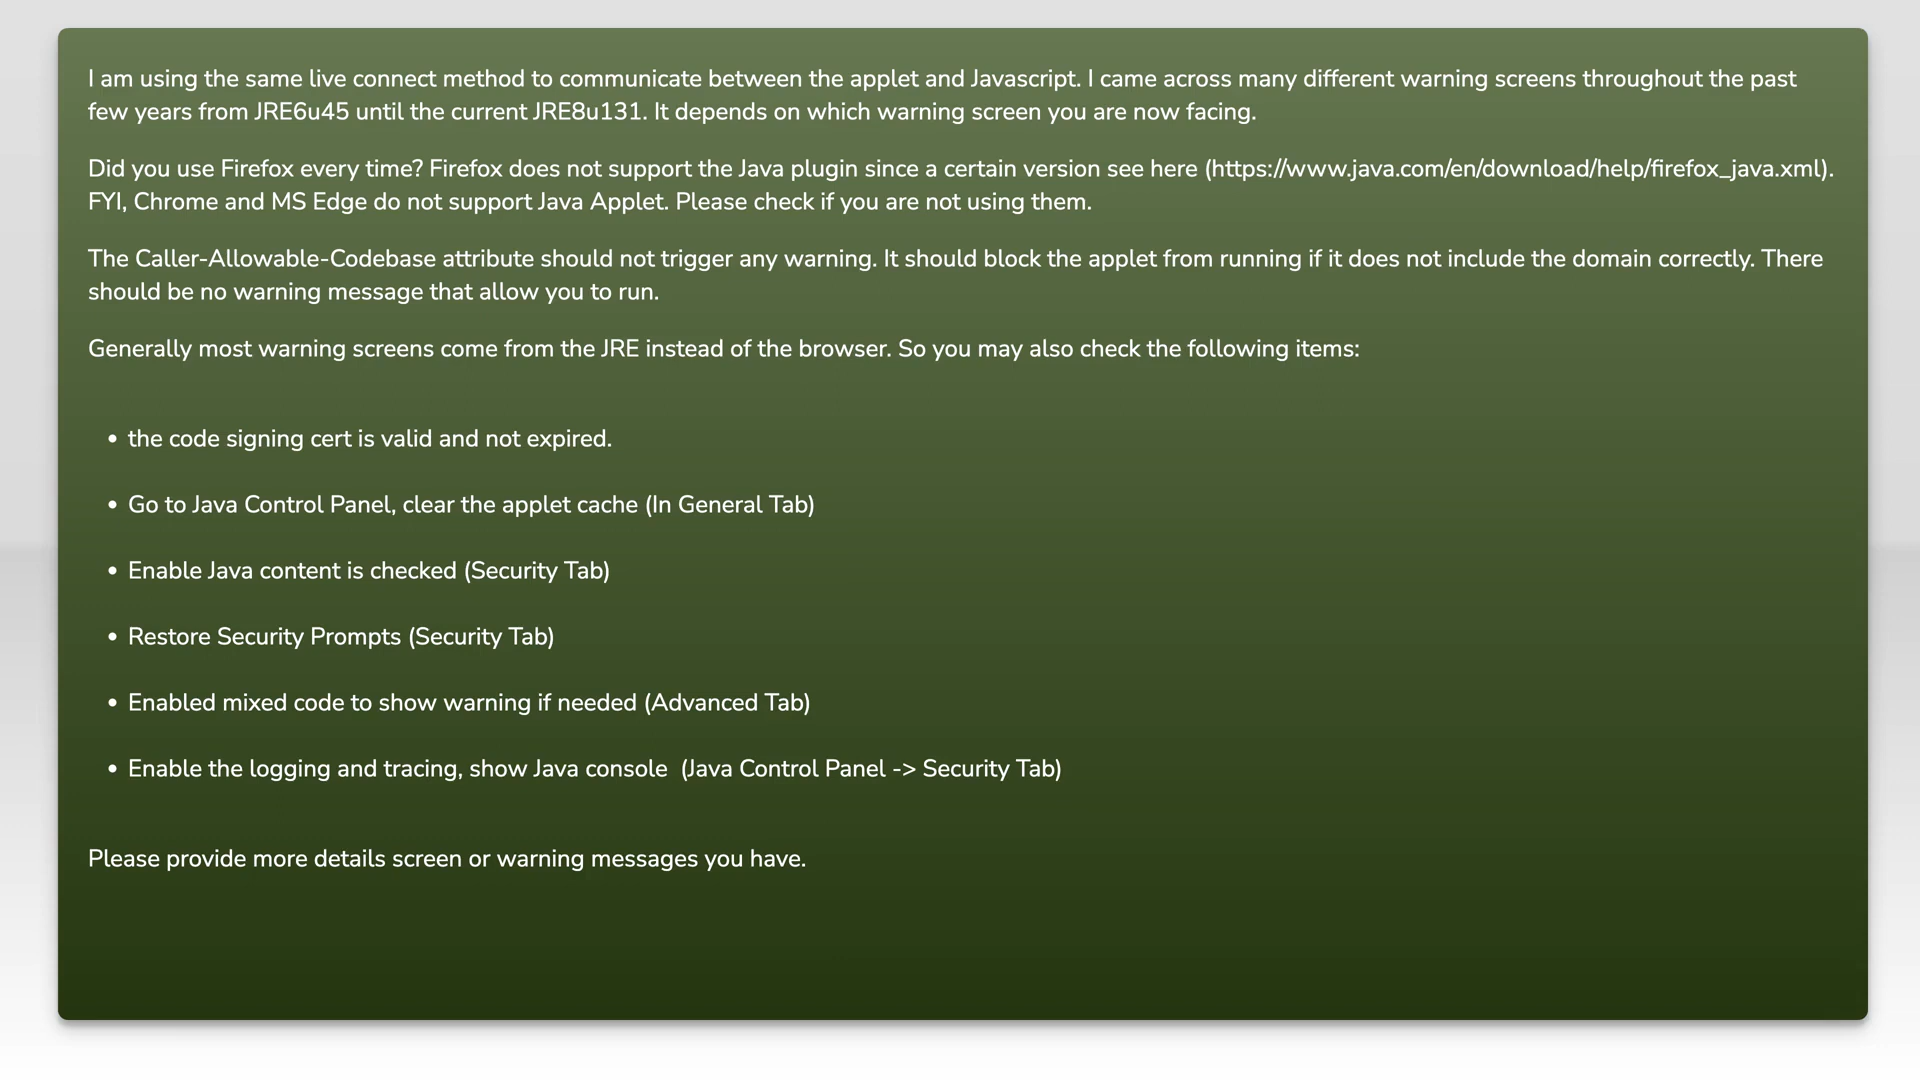 I am using the same live connect method to communicate between the applet and Javascript. I came across many different warning screens throughout the past
few years from JRE6u45 until the current JRE8u131. It depends on which warning screen you are now facing.
Did you use Firefox every time? Firefox does not support the Java plugin since a certain version see here (https://www.java.com/en/download/help/firefox_java.xml).
FYI, Chrome and MS Edge do not support Java Applet. Please check if you are not using them.
The Caller-Allowable-Codebase attribute should not trigger any warning. It should block the applet from running if it does not include the domain correctly. There
should be no warning message that allow you to run.
Generally most warning screens come from the JRE instead of the browser. So you may also check the following items:
• the code signing cert is valid and not expired.
• Go to Java Control Panel, clear the applet cache (In General Tab)
• Enable Java content is checked (Security Tab)
• Restore Security Prompts (Security Tab)
• Enabled mixed code to show warning if needed (Advanced Tab)
• Enable the logging and tracing, show Java console  (Java Control Panel -> Security Tab)
Please provide more details screen or warning messages you have.